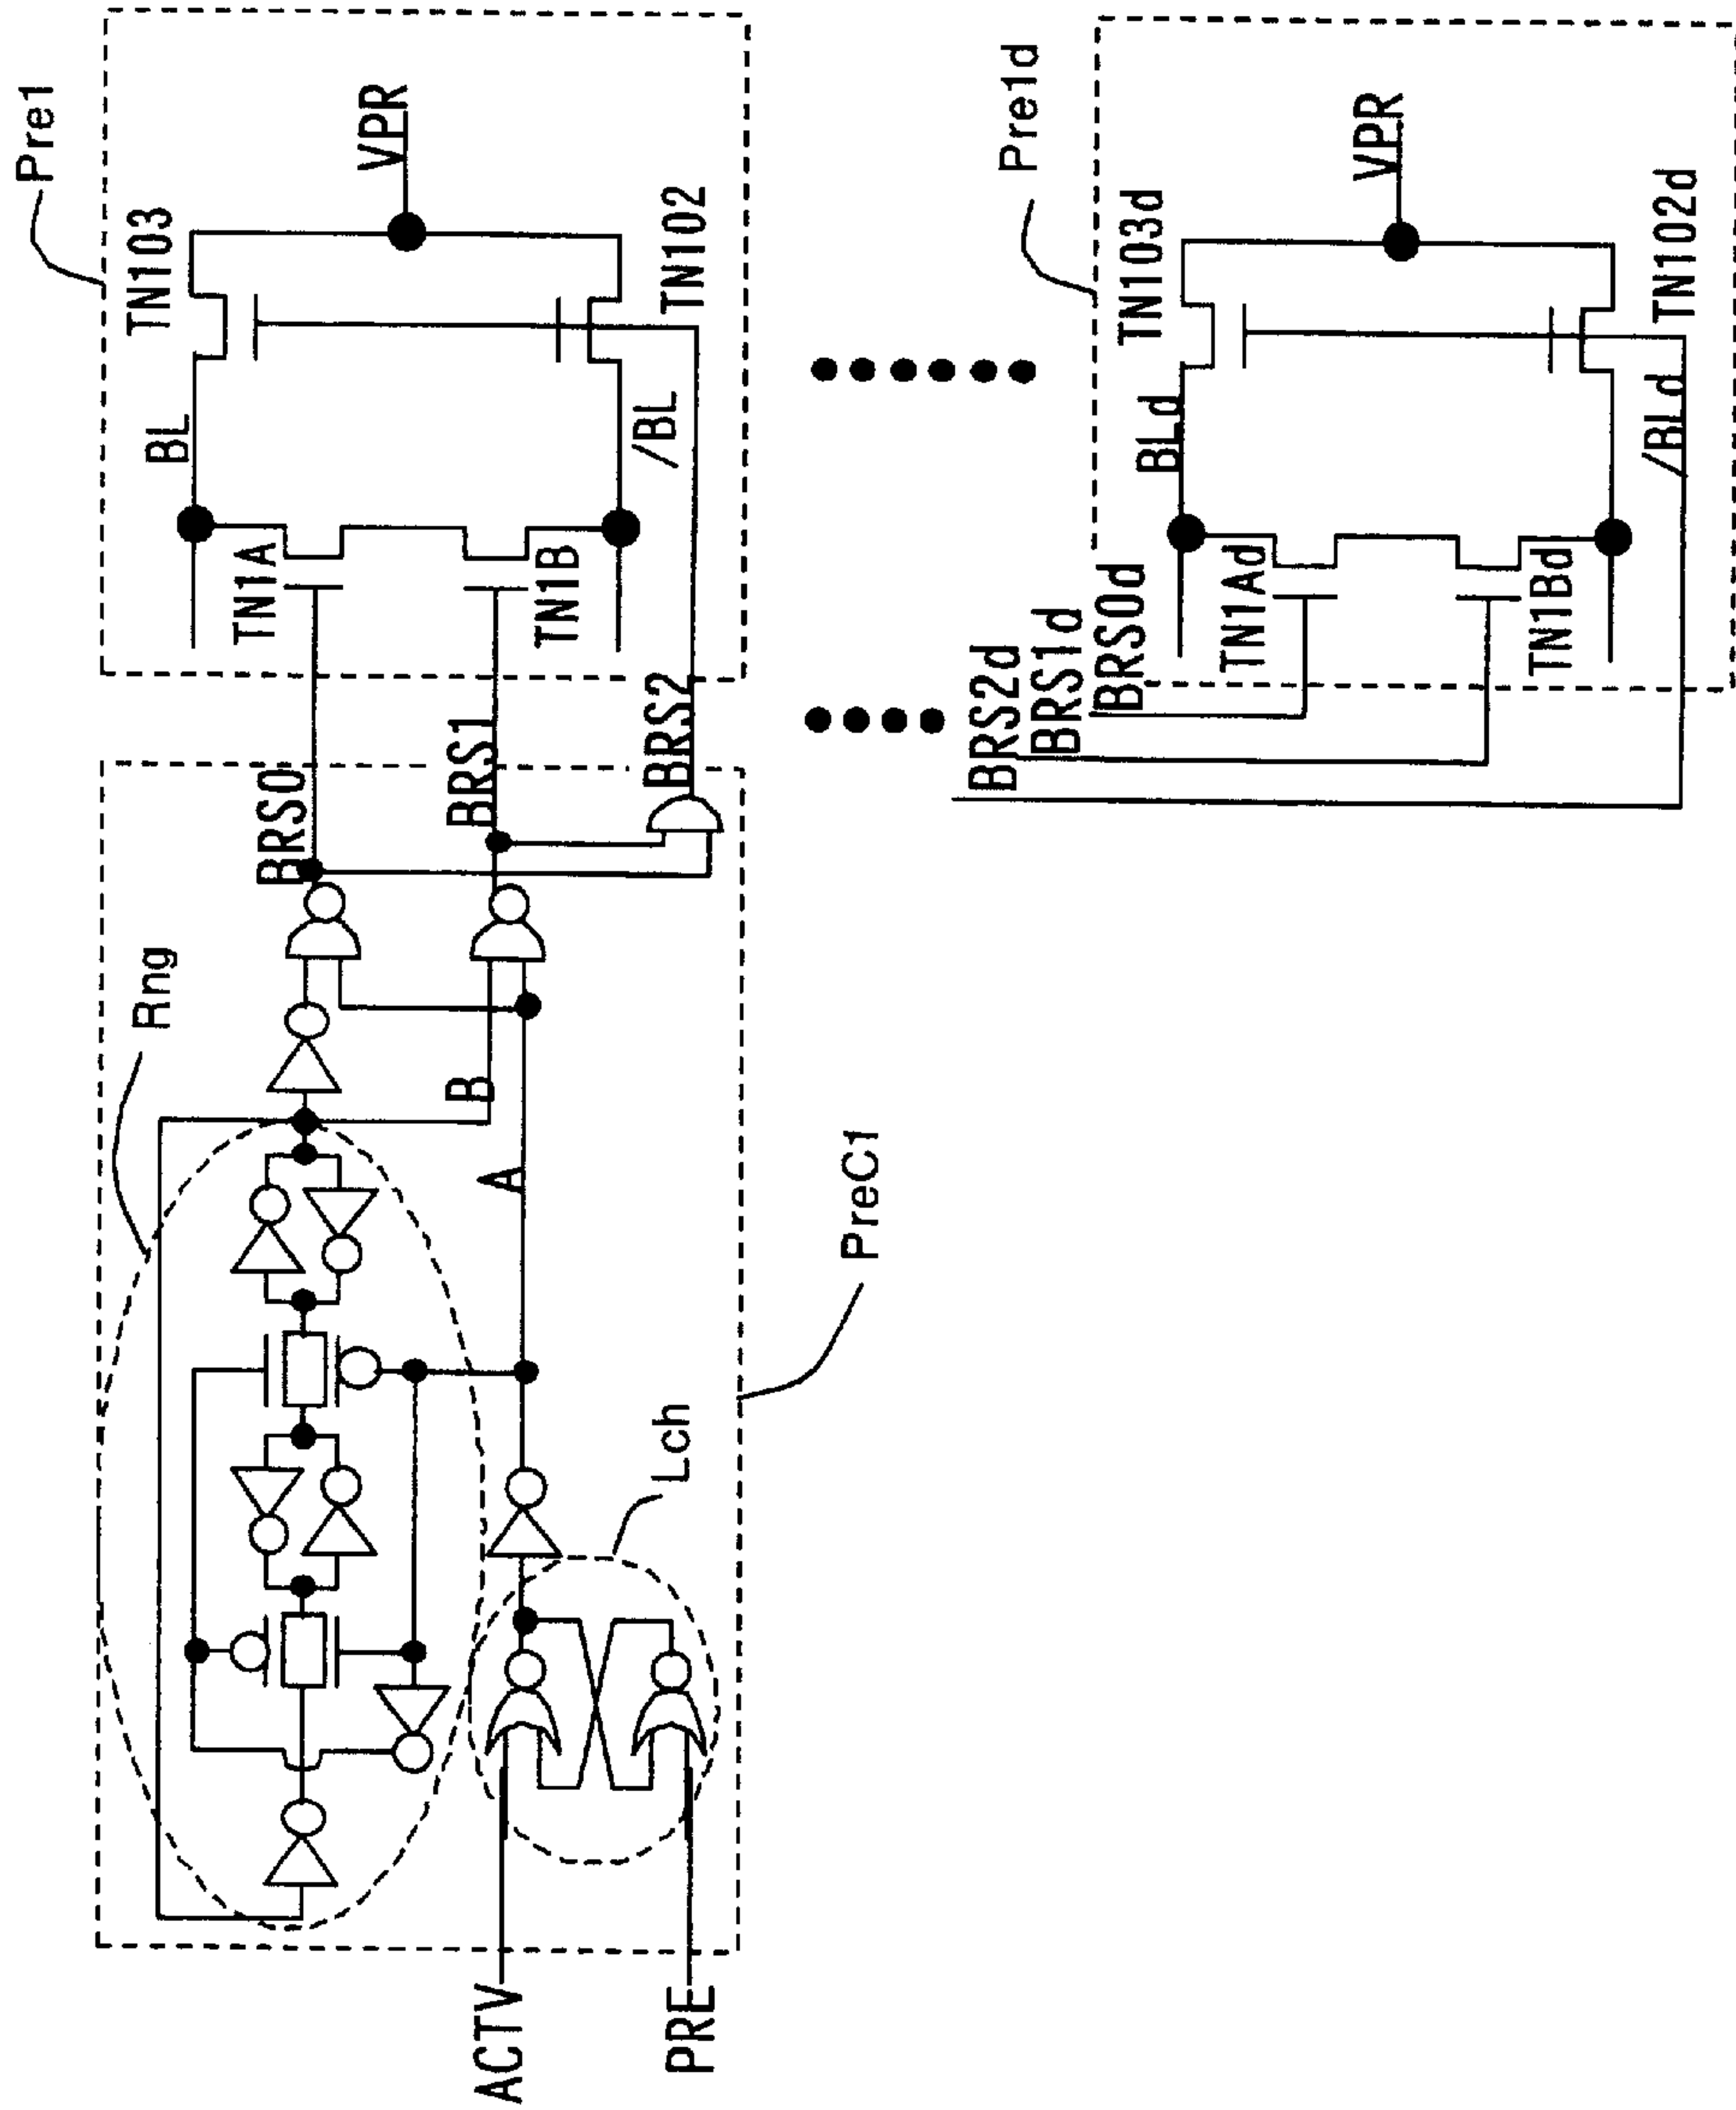 Pre1
TN103
VPR
BL
TN102
/BL
TN1A
TN1B
BRS0
BRS1
BRS2
Rng
B
A
PreC1
Lch
ACTV
PRE
Pre1d
TN103d
VPR
BLd
TN102d
/BLd
TN1Ad
TN1Bd
BRS2d
BRS1d
BRS0d